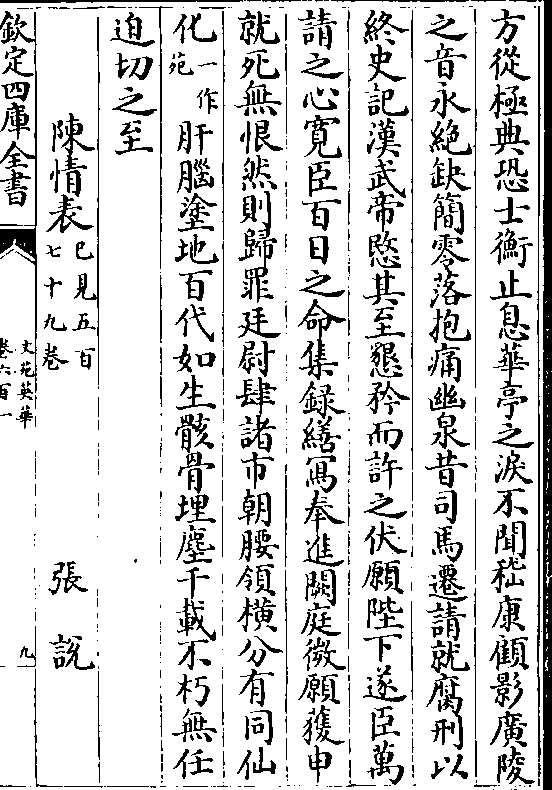 方從極典恐士衡止息華亭之淚不聞嵇康顧影廣陵
之音永絶缺簡零落抱痛幽泉昔司馬遷請就腐刑以
終史記漢武帝愍其至懇矜而許之伏願陛下遂臣萬
請之心寛臣百日之命集録繕寫奉進闕庭微願獲申
就死無恨然則歸罪廷尉肆諸市朝腰領横分有同仙
化一作苑肝腦塗地百代如生骸骨埋塵千載不朽無任
迫切之至
陳情表已見五百七十九卷 張說
欽定四庫全書
文苑英華
卷六百一
九